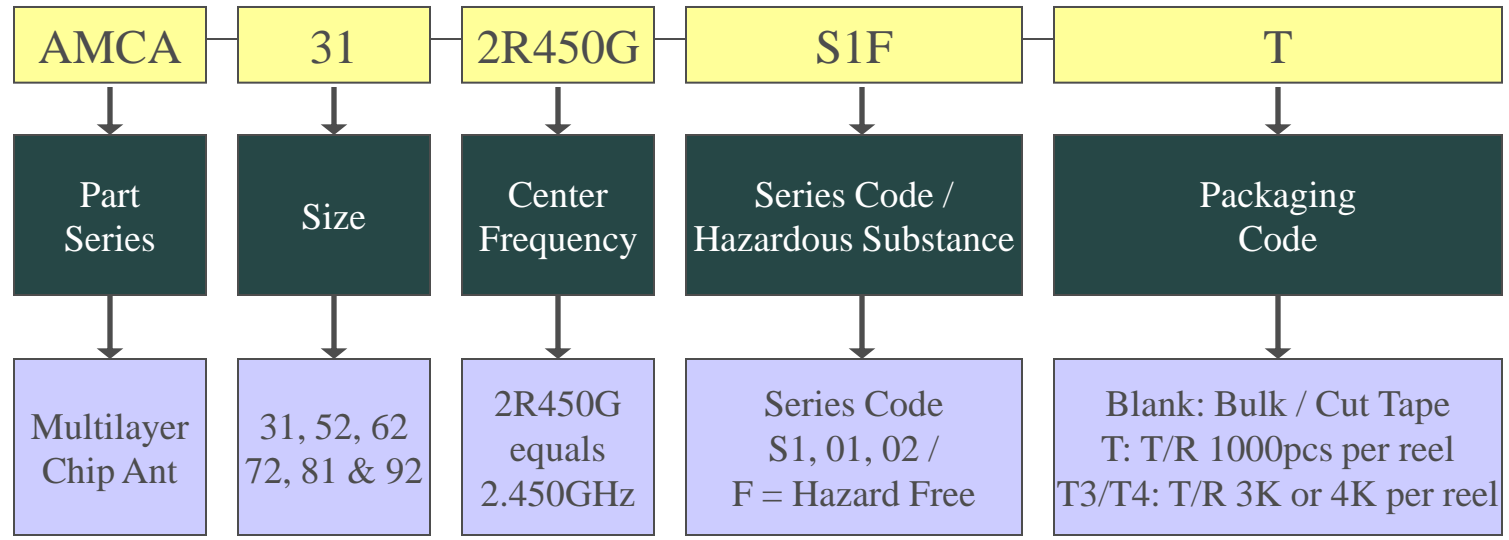 AMCA
31
2R450G
S1F
T
Part
Series
Size
Center
Frequency
Series Code /
Hazardous Substance
Packaging
Code
Multilayer
Chip Ant
31, 52, 62
72, 81 & 92
2R450G
equals
2.450GHz
Series Code
S1, 01, 02 /
F = Hazard Free
Blank: Bulk / Cut Tape
T: T/R 1000pcs per reel
T3/T4: T/R 3K or 4K per reel